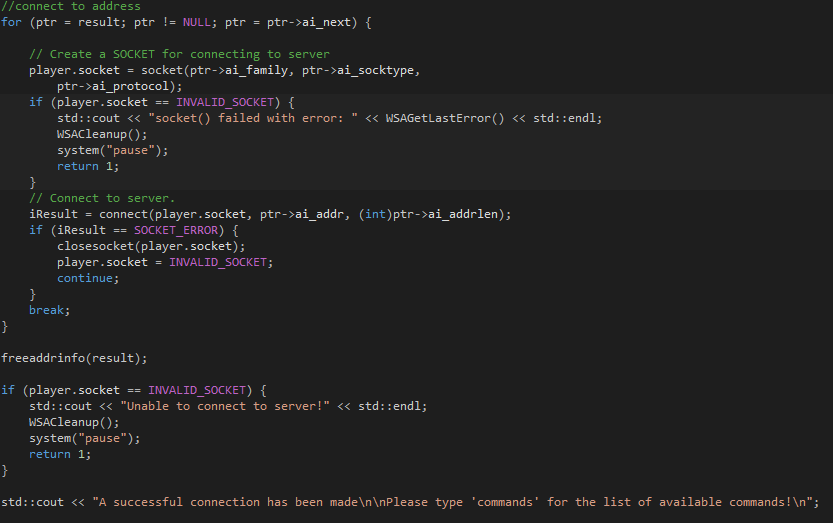 //connect to address
for (ptr = result; ptr != NULL; ptr = ptr->ai_next) {
// Create a SOCKET for connecting to server
player.socket = socket(ptr->ai_family, ptr->ai_socktype,
ptr->ai_protocol);
if (player.socket == INVALID_SOCKET) {
std::cout << "socket() failed with error: " << WSAGetLastError() << std::endl;
WSACleanup();
system("pause");
return 1;
}
// Connect to server.
iResult = connect(player.socket, ptr->ai_addr, (int)ptr->ai_addrlen);
if (iResult == SOCKET_ERROR) {
closesocket(player.socket);
player.socket = INVALID_SOCKET;
continue;
}
break;
}
freeaddrinfo(result);
if (player.socket == INVALID_SOCKET) {
std::cout << "Unable to connect to server!" << std::endl;
WSACleanup();
system("pause");
return 1;
}
std::cout << "A successful connection has been made\n\nPlease type 'commands' for the list of available commands!\n";